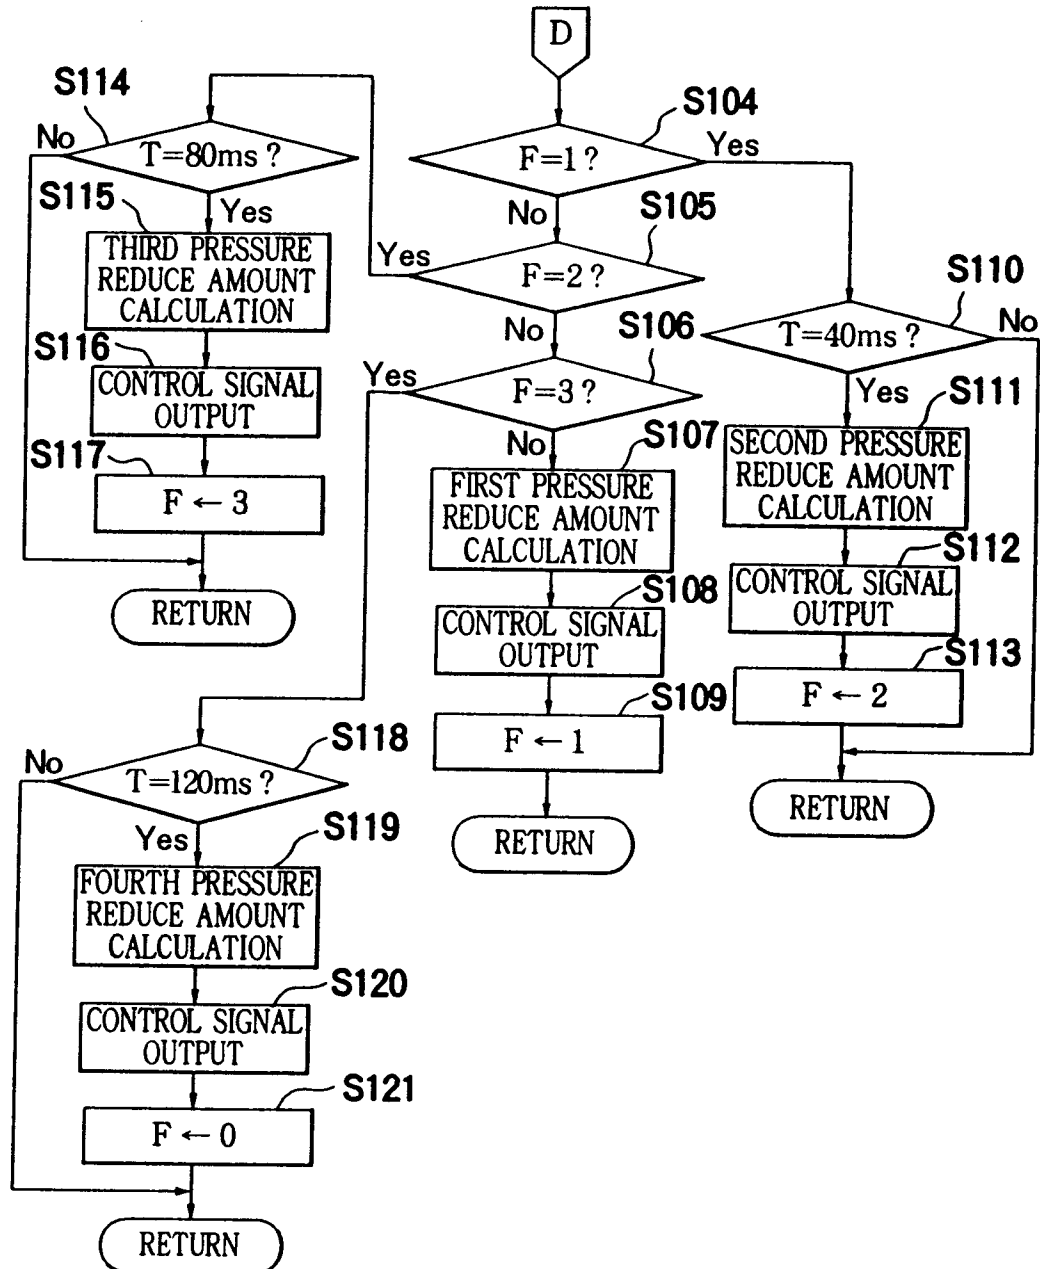 D
S104
F=1?
Yes
No
S105
F=2?
Yes
No
S106
F=3?
Yes
No
S107
FIRST PRESSURE
REDUCE AMOUNT
CALCULATION
S108
CONTROL SIGNAL
OUTPUT
S109
F ← 1
RETURN
S110
T=40ms?
No
Yes
S111
SECOND PRESSURE
REDUCE AMOUNT
CALCULATION
S112
CONTROL SIGNAL
OUTPUT
S113
F ← 2
RETURN
S114
No
T=80ms?
S115
Yes
THIRD PRESSURE
REDUCE AMOUNT
CALCULATION
S116
CONTROL SIGNAL
OUTPUT
S117
F ← 3
RETURN
S118
No
T=120ms?
Yes
S119
FOURTH PRESSURE
REDUCE AMOUNT
CALCULATION
S120
CONTROL SIGNAL
OUTPUT
S121
F ← 0
RETURN